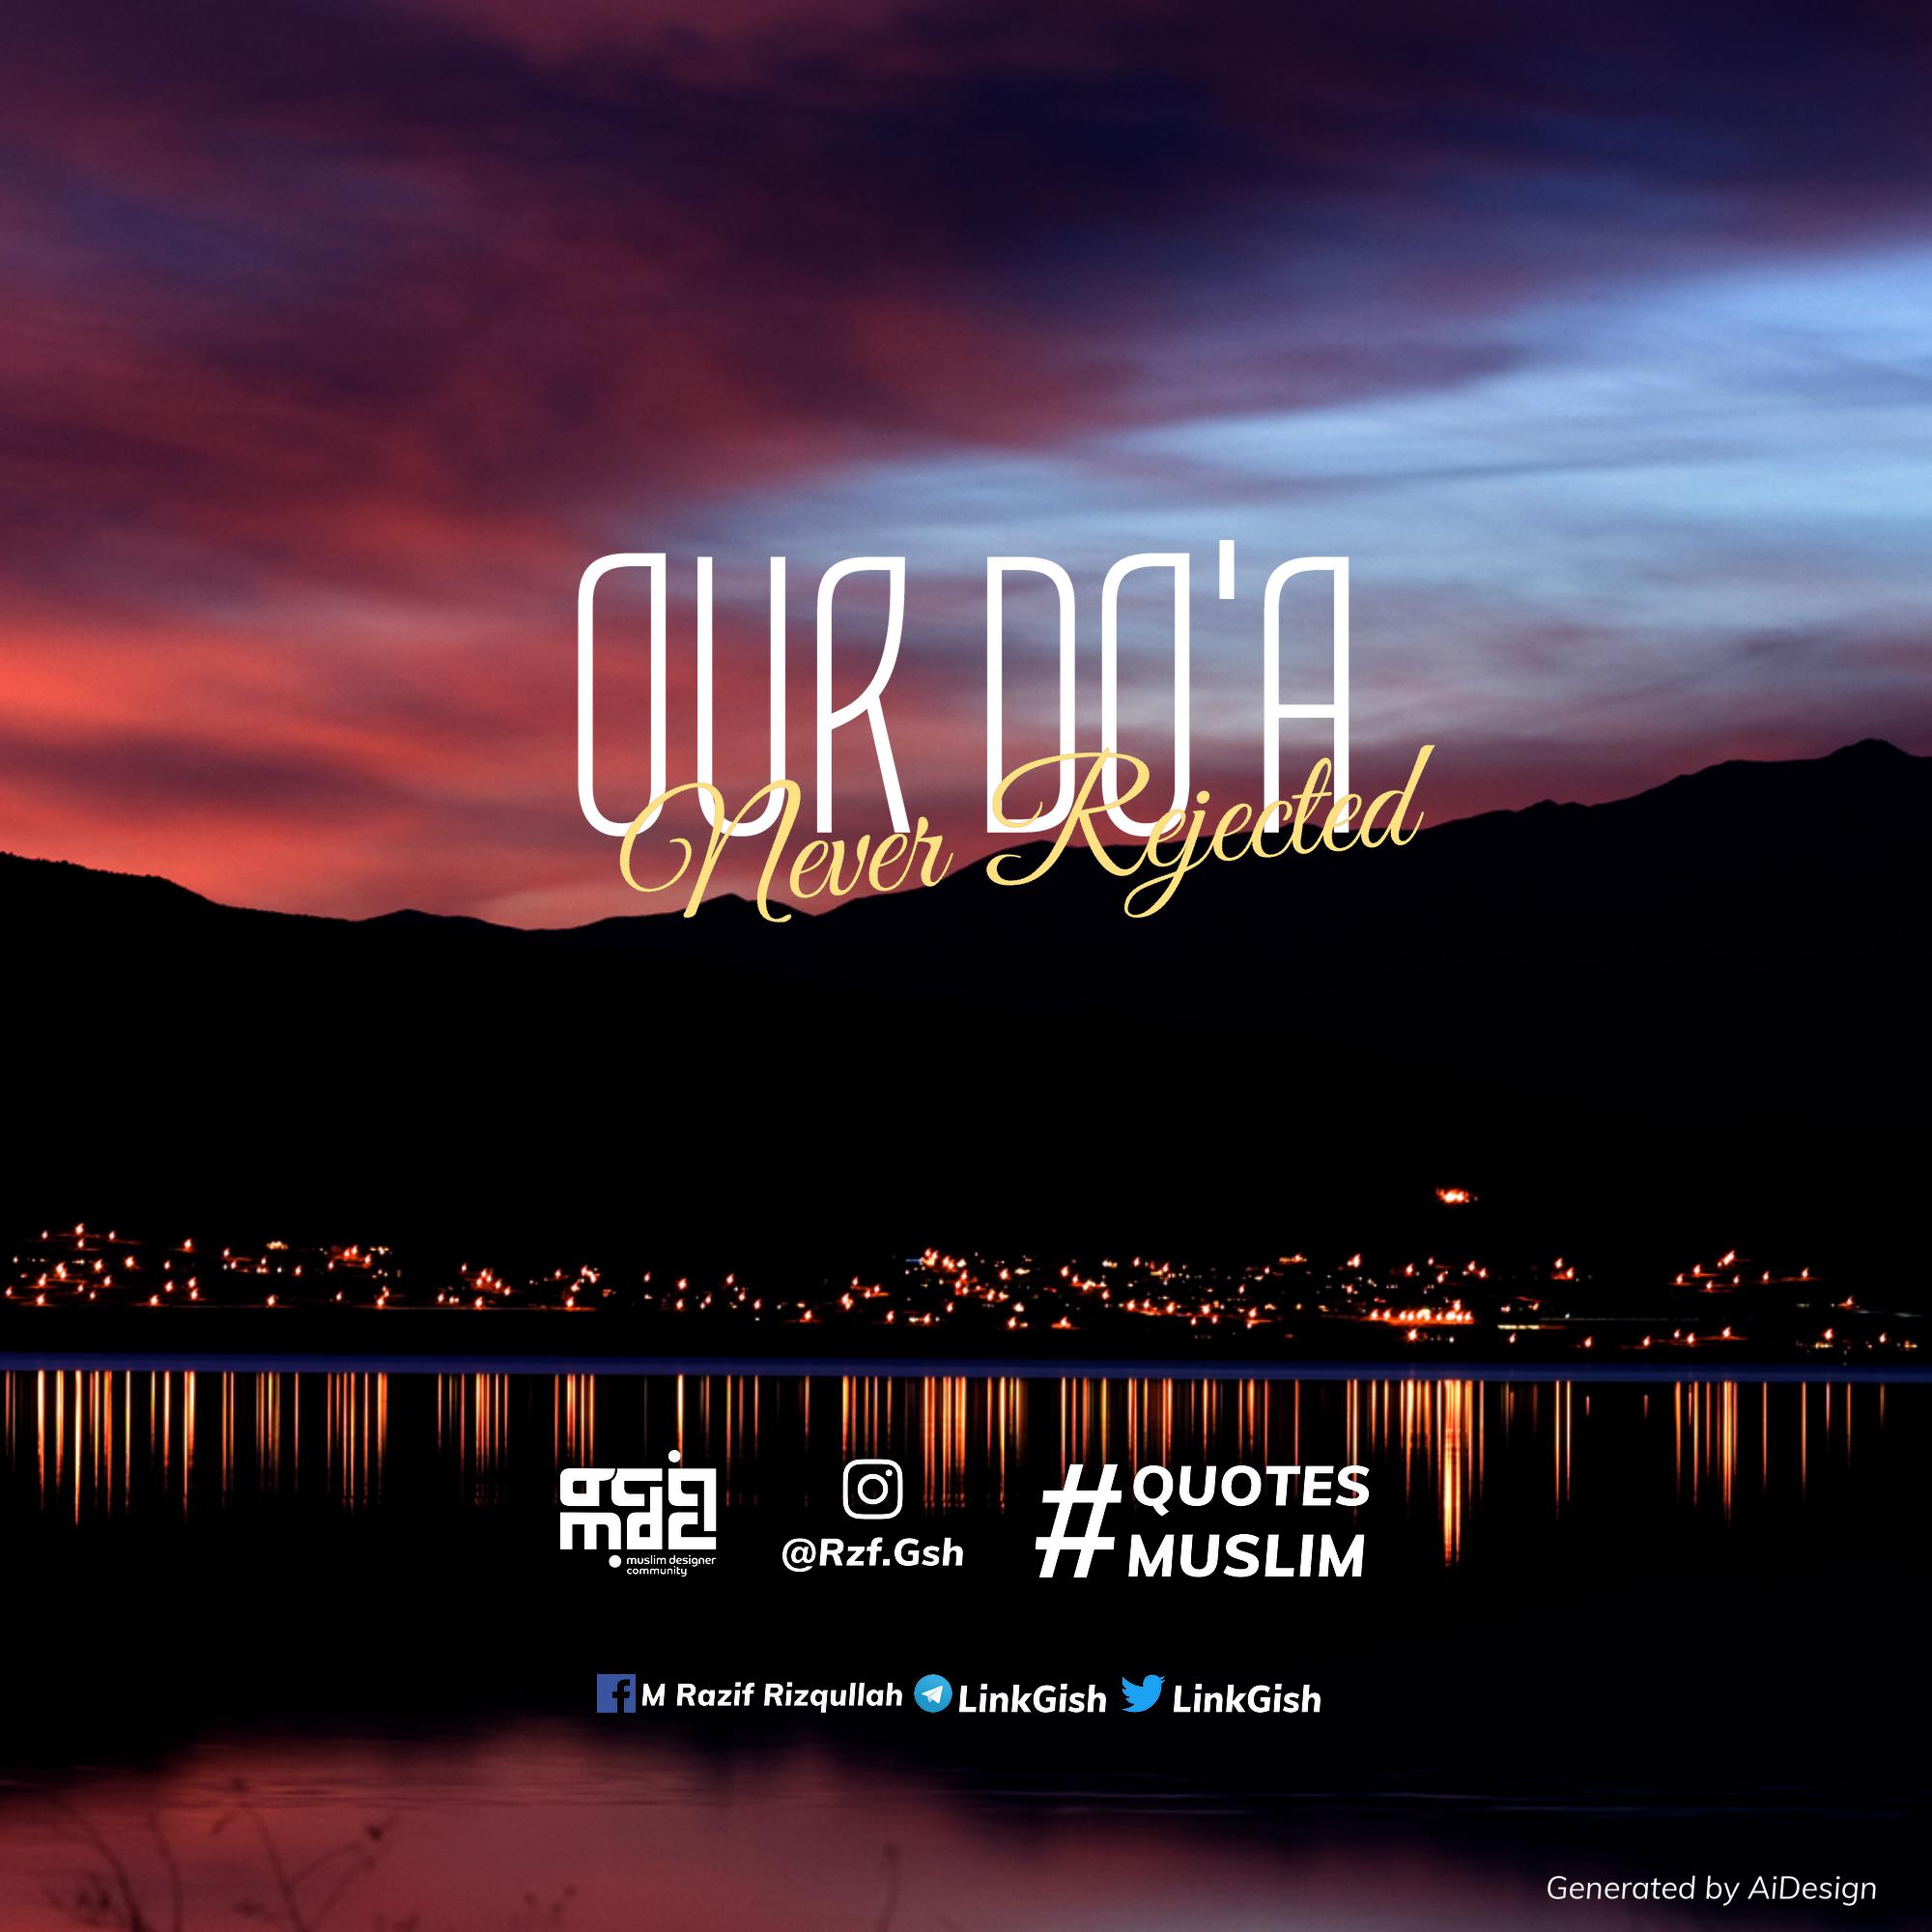 OUR DO'A
Never Rejected
muslim designer
community
@Rzf.Gsh
#QUOTES
MUSLIM
M Razif Rizqullah LinkGish LinkGish
Generated by AiDesign